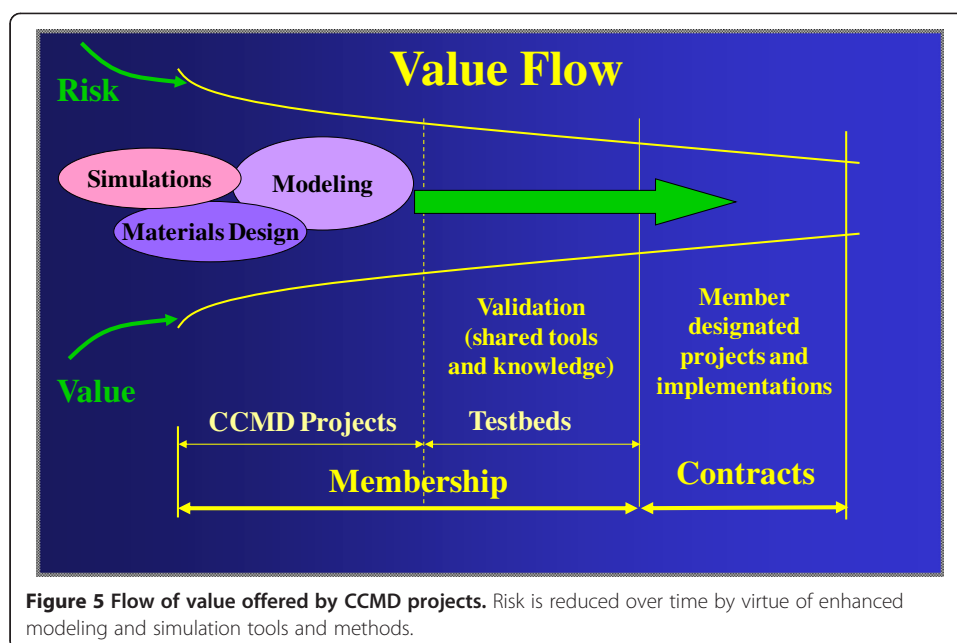 Value Flow
Risk
Simulations
Modeling
Materials Design
Value
Validation
(shared tools
and knowledge)
Member
designated
projects and
implementations
CCMD Projects
Testbeds
Membership
Contracts
Figure 5 Flow of value offered by CCMD projects. Risk is reduced over time by virtue of enhanced
modeling and simulation tools and methods.